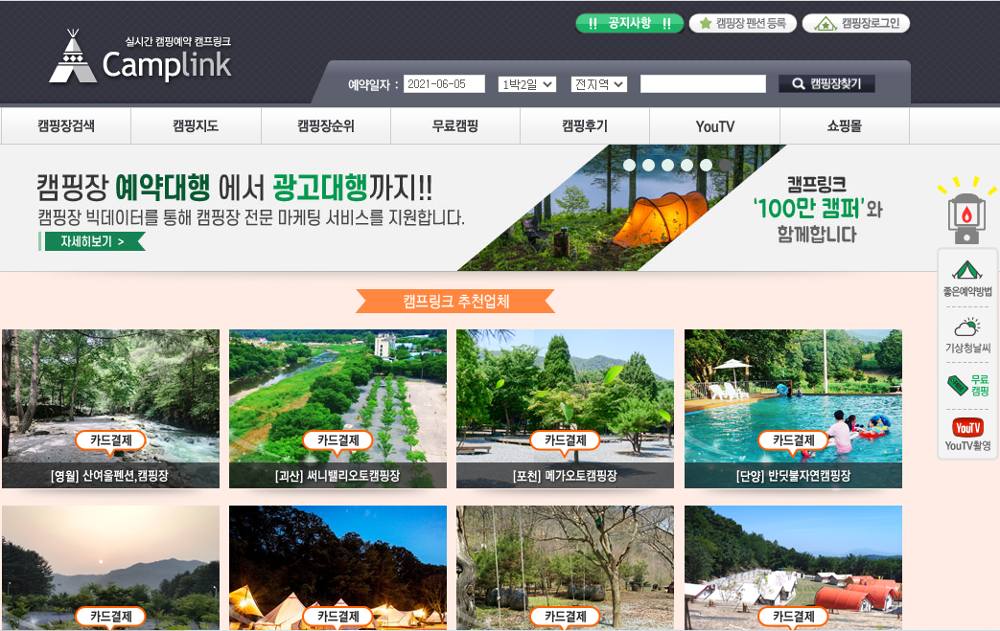 !! 공지사항 !!
캠핑장 펜션 등록
캠핑장로그인
실시간 캠핑예약 캠프링크
Camplink
예약일자 : 2021-06-05 1박2일 전지역 캠핑장찾기
캠핑장검색 캠핑지도 캠핑장순위 무료캠핑 캠핑후기 YouTV 쇼핑몰
캠핑장 예약대행 에서 광고대행까지!!
캠핑장 빅데이터를 통해 캠핑장 전문 마케팅 서비스를 지원합니다.
자세히보기 >
캠프링크
‘100만 캠퍼’와
함께합니다
좋은예약방법
기상청날씨
무료
캠핑
YouTV
YouTV촬영
캠프링크 추천업체
카드결제 카드결제 카드결제 카드결제
[영월] 산여울펜션,캠핑장 [괴산] 써니밸리오토캠핑장 [포천] 메가오토캠핑장 [단양] 반딧불자연캠핑장
카드결제 카드결제 카드결제 카드결제